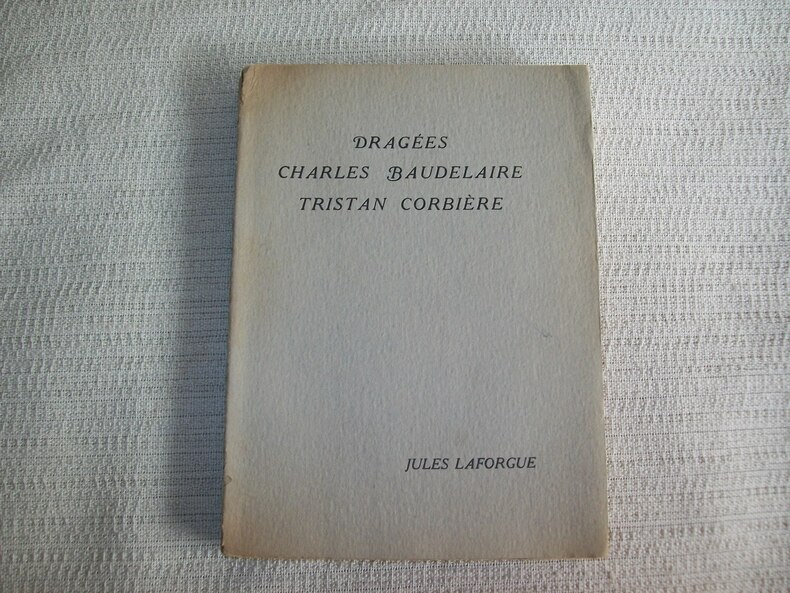 DRAGÉES
CHARLES BAUDELAIRE
TRISTAN CORBIÈRE
JULES LAFORGUE